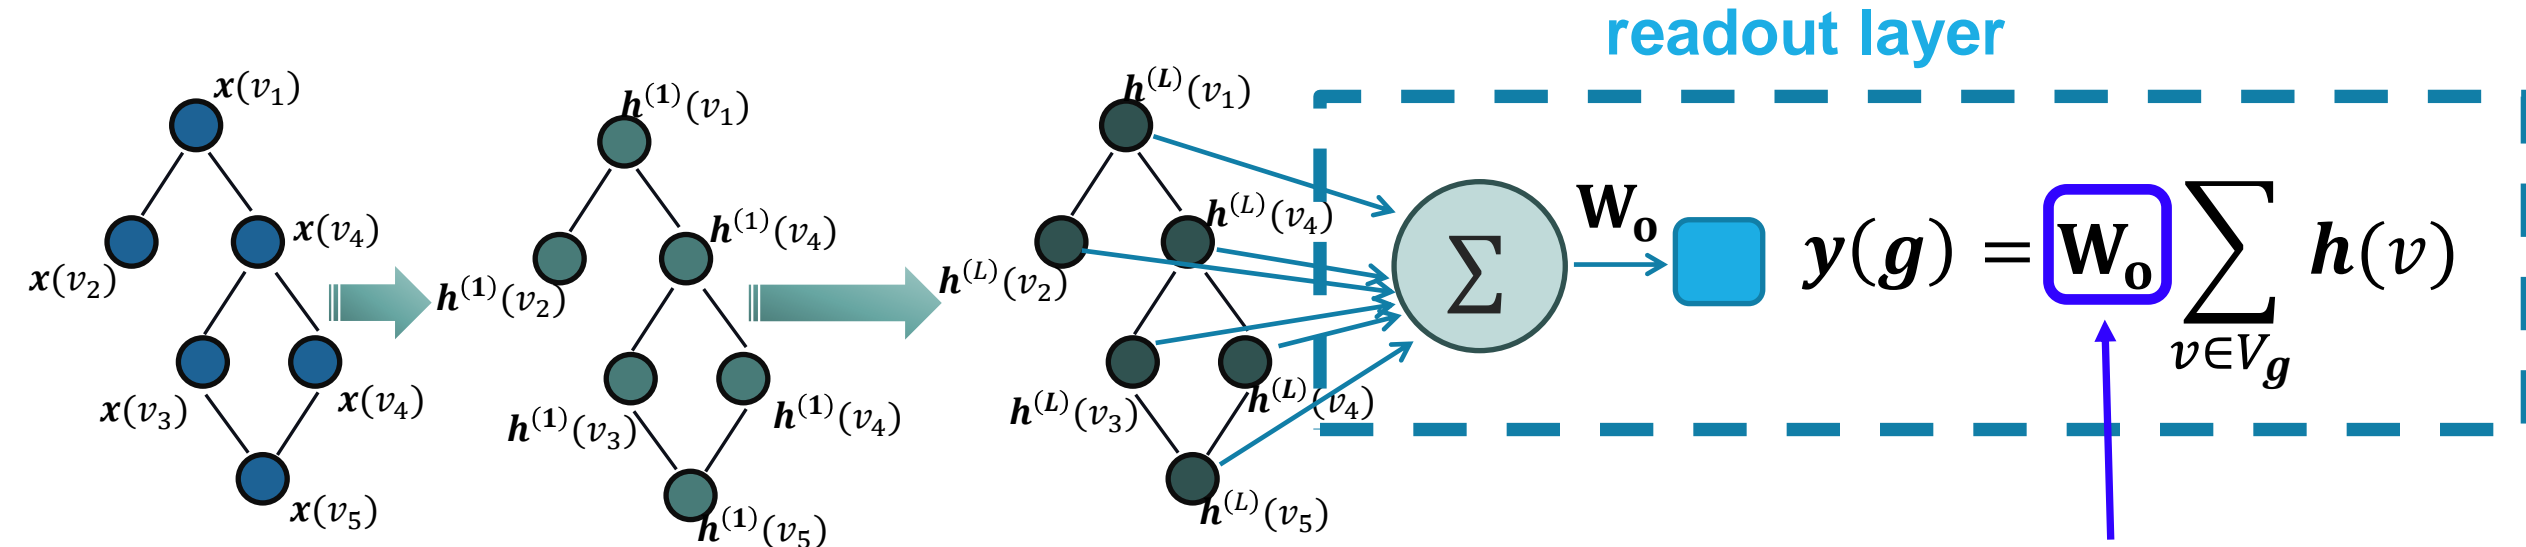 readout layer
x(v₁)
x(v₂)
x(v₄)
x(v₃)
x(v₄)
x(v₅)
h⁽¹⁾(v₁)
h⁽¹⁾(v₂)
h⁽¹⁾(v₄)
h⁽¹⁾(v₃)
h⁽¹⁾(v₄)
h⁽¹⁾(v₅)
h⁽ᴸ⁾(v₁)
h⁽ᴸ⁾(v₂)
h⁽ᴸ⁾(v₄)
h⁽ᴸ⁾(v₃)
h⁽ᴸ⁾(v₄)
h⁽ᴸ⁾(v₅)
Σ
Wₒ
y(g) = Wₒ ∑ h(v)
v∈V_g